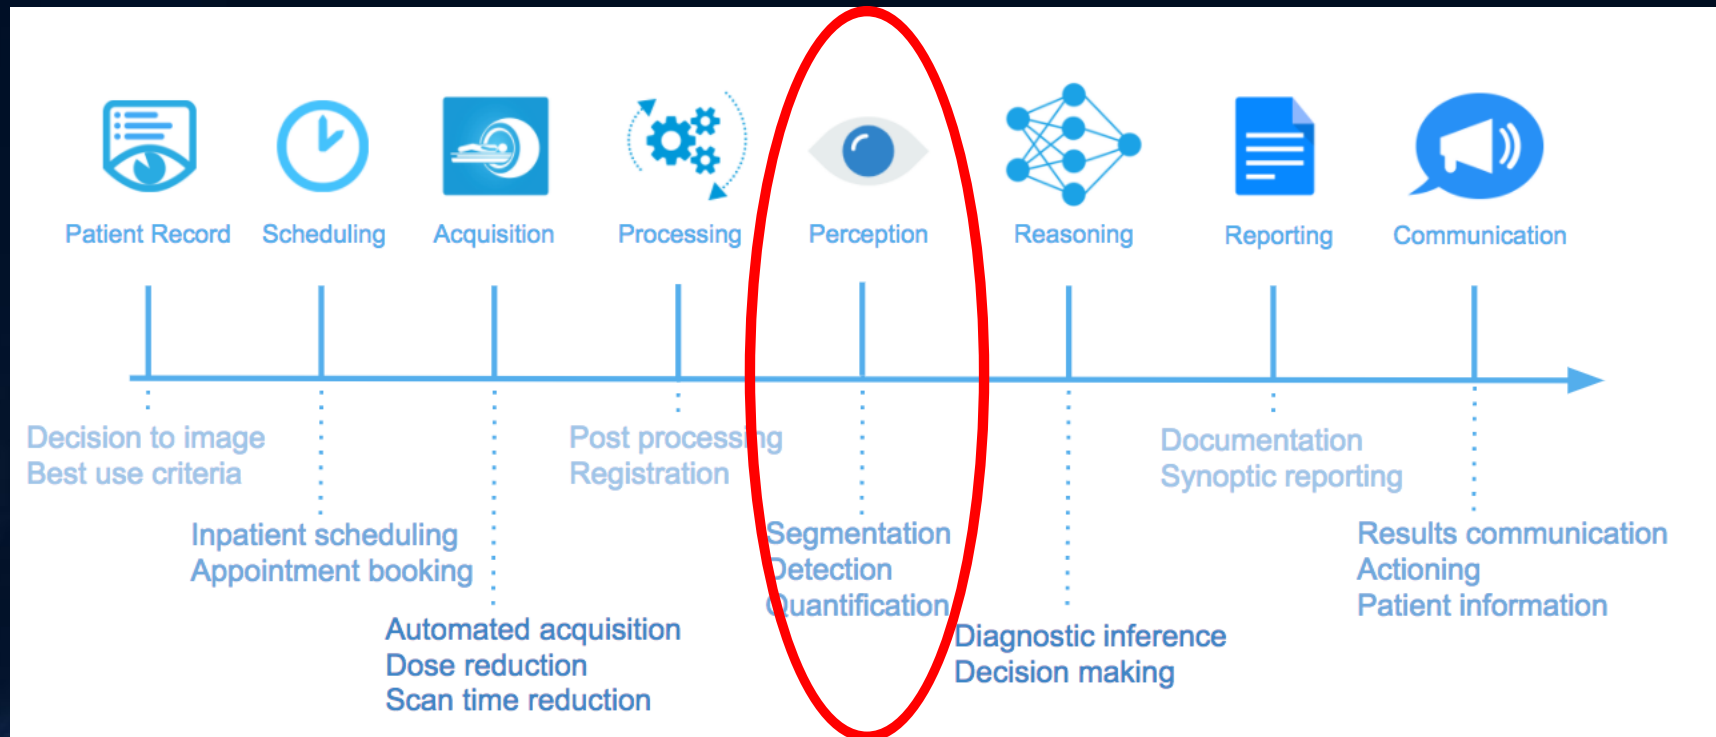 Patient Record
Scheduling
Acquisition
Processing
Perception
Reasoning
Reporting
Communication
Decision to image
Best use criteria
Inpatient scheduling
Appointment booking
Automated acquisition
Dose reduction
Scan time reduction
Post processing
Registration
Segmentation
Detection
Quantification
Diagnostic inference
Decision making
Documentation
Synoptic reporting
Results communication
Actioning
Patient information